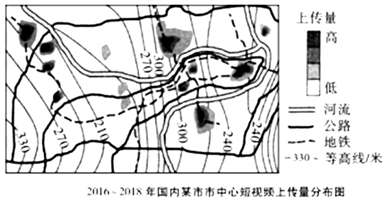 上传量
高
低
河流
公路
地铁
-330- 等高线/米
300
270
330
270
210
300
240
240
2016~2018年国内某市市中心短视频上传量分布图